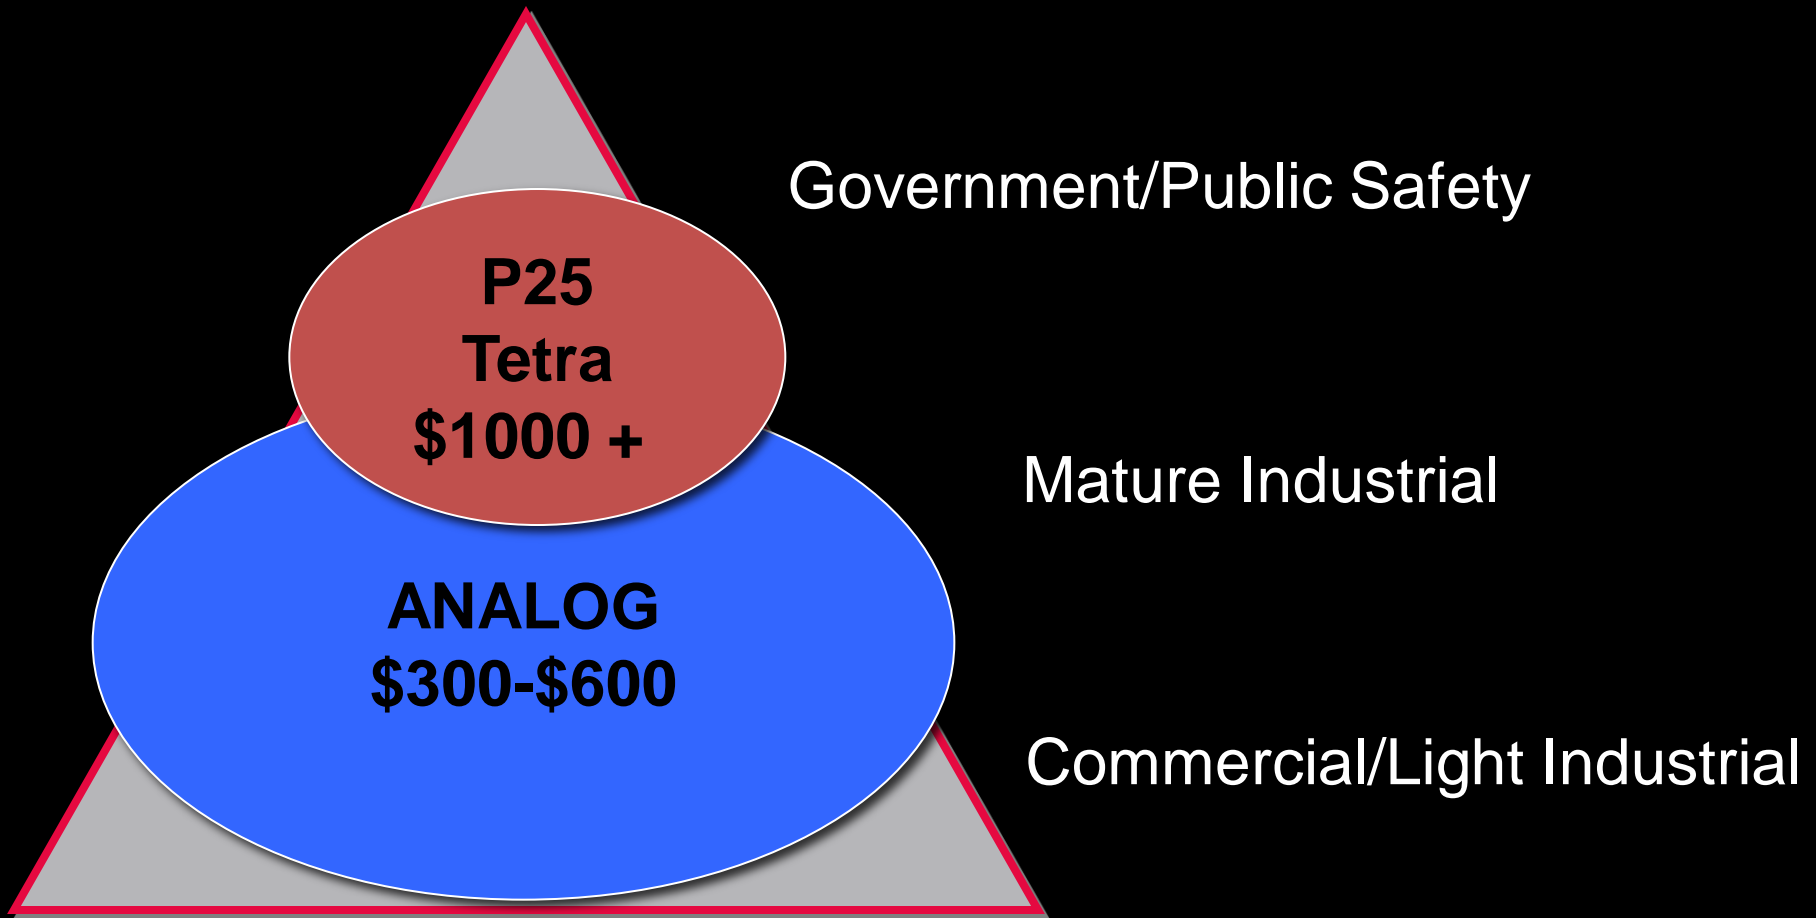 Government/Public Safety
P25
Tetra
$1000 +
Mature Industrial
ANALOG
$300-$600
Commercial/Light Industrial